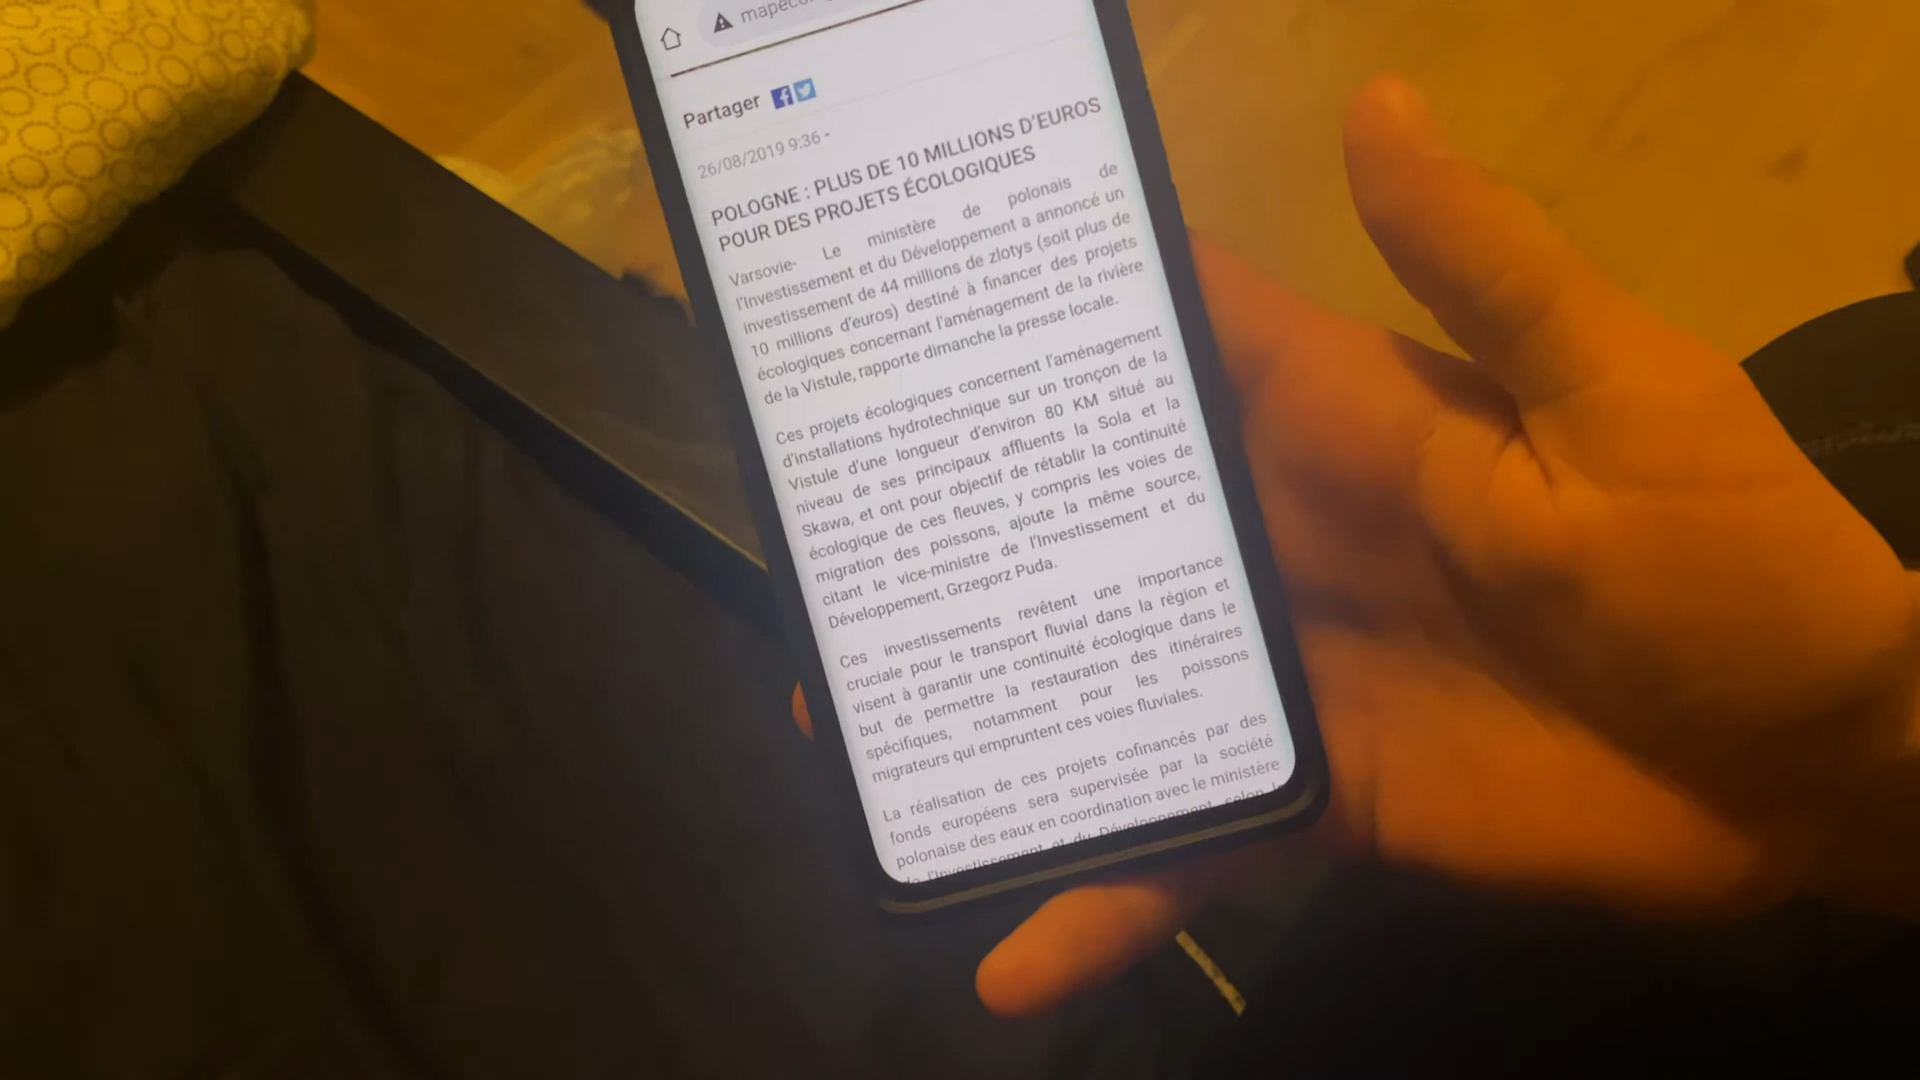 Partager
26/08/2019 9:36 -
POLOGNE : PLUS DE 10 MILLIONS D'EUROS
POUR DES PROJETS ÉCOLOGIQUES
Varsovie- Le ministère de polonais de
l'Investissement et du Développement a annoncé un
investissement de 44 millions de zlotys (soit plus de
10 millions d'euros) destiné à financer des projets
écologiques concernant l'aménagement de la rivière
de la Vistule, rapporte dimanche la presse locale.
Ces projets écologiques concernent l'aménagement
d'installations hydrotechnique sur un tronçon de la
Vistule d'une longueur d'environ 80 KM situé au
niveau de ses principaux affluents la Sola et la
Skawa, et ont pour objectif de rétablir la continuité
écologique de ces fleuves, y compris les voies de
migration des poissons, ajoute la même source,
citant le vice-ministre de l'Investissement et du
Développement, Grzegorz Puda.
Ces investissements revêtent une importance
cruciale pour le transport fluvial dans la région et
visent à garantir une continuité écologique dans le
but de permettre la restauration des itinéraires
spécifiques, notamment pour les poissons
migrateurs qui empruntent ces voies fluviales.
La réalisation de ces projets cofinancés par des
fonds européens sera supervisée par la société
polonaise des eaux en coordination avec le ministère
de l'Investissement et du Développement, selon